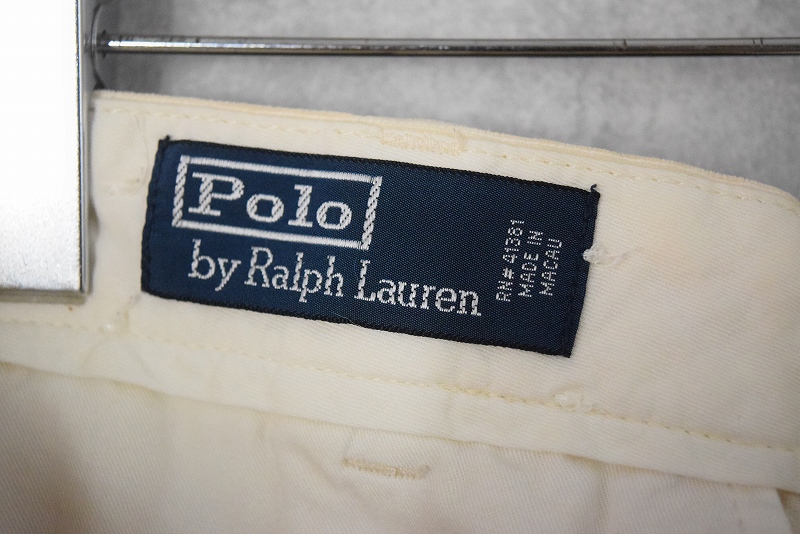 Polo
by Ralph Lauren
RN# 41381
MADE IN
MACAU